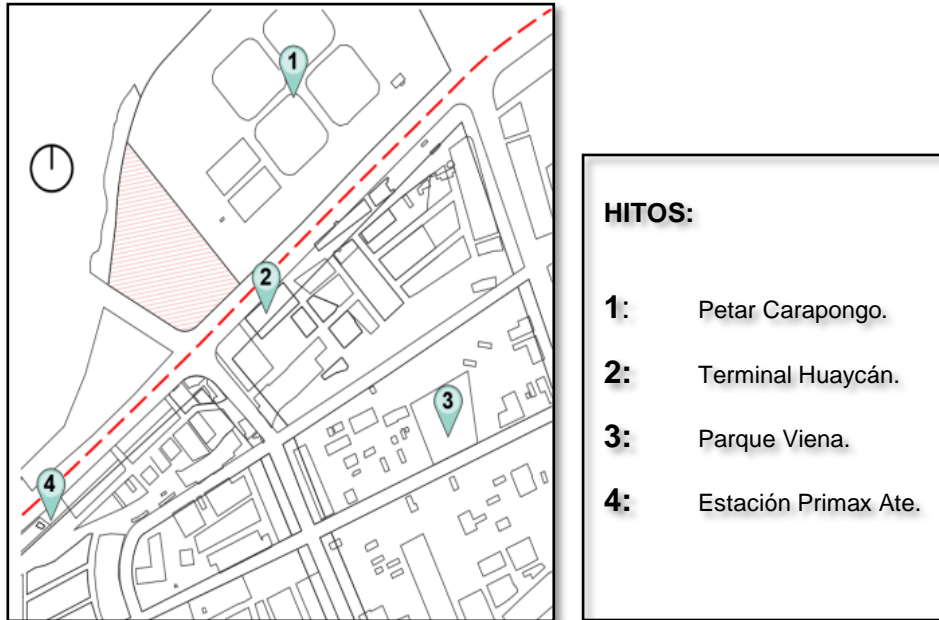 1
2
3
4
HITOS:
1: Petar Carapongo.
2: Terminal Huaycán.
3: Parque Viena.
4: Estación Primax Ate.